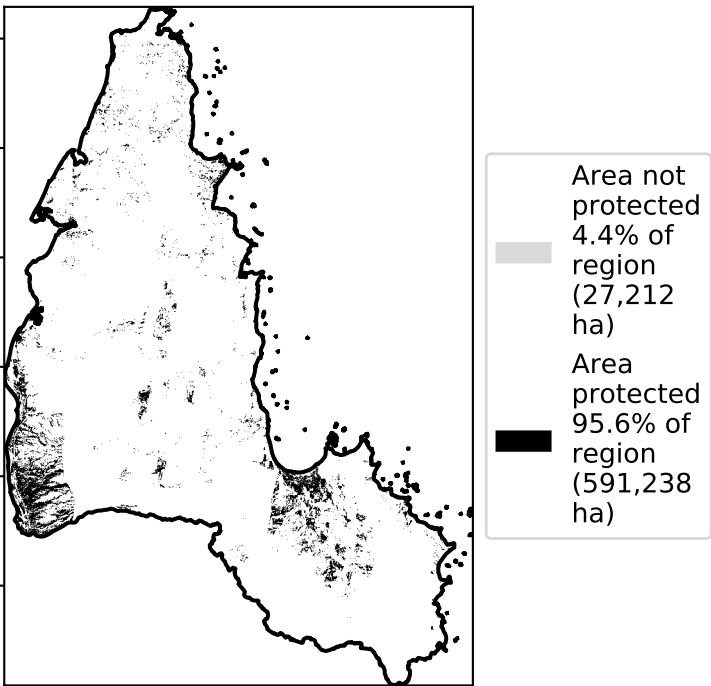 Area not
protected
4.4% of
region
(27,212
ha)
Area
protected
95.6% of
region
(591,238
ha)